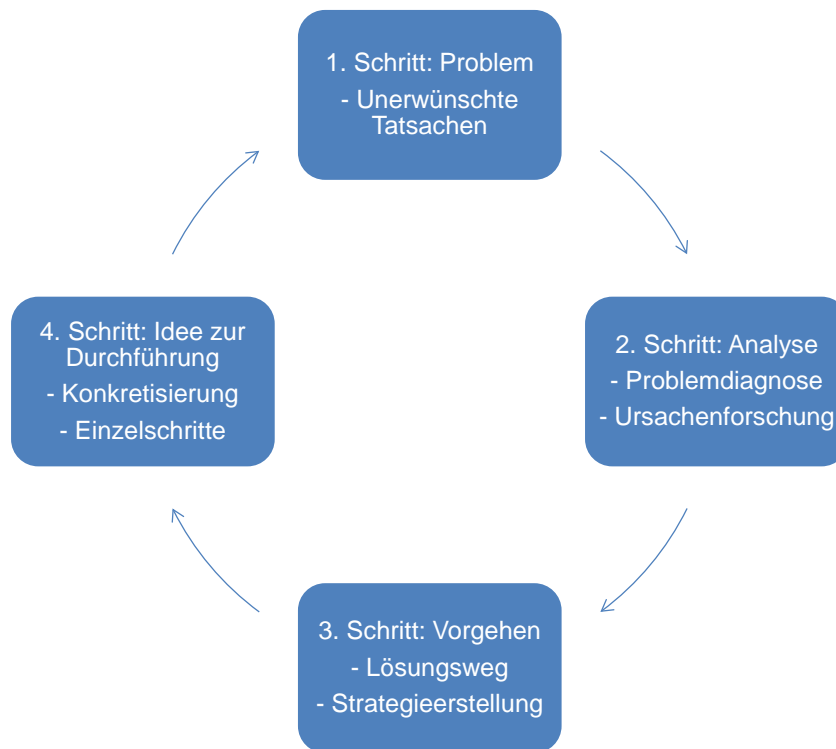 1. Schritt: Problem
- Unerwünschte
Tatsachen
2. Schritt: Analyse
- Problemdiagnose
- Ursachenforschung
3. Schritt: Vorgehen
- Lösungsweg
- Strategieerstellung
4. Schritt: Idee zur
Durchführung
- Konkretisierung
- Einzelschritte